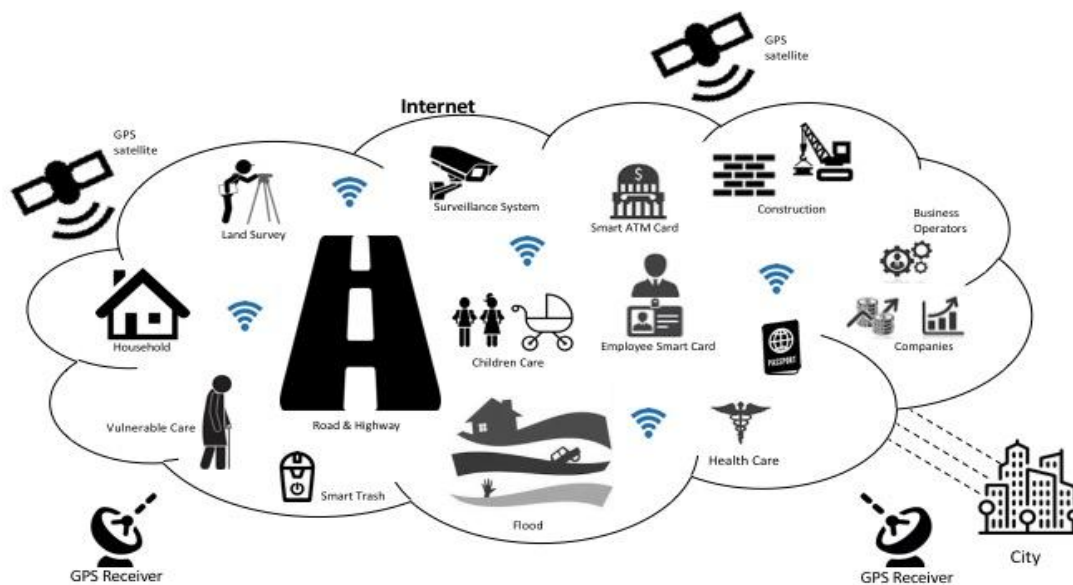 GPS
satellite
Internet
GPS
satellite
Land Survey
Surveillance System
$
Smart ATM Card
Construction
Business
Operators
Household
Children Care
Employee Smart Card
PASSPORT
Companies
Vulnerable Care
Road & Highway
Health Care
Smart Trash
Flood
City
GPS Receiver
GPS Receiver